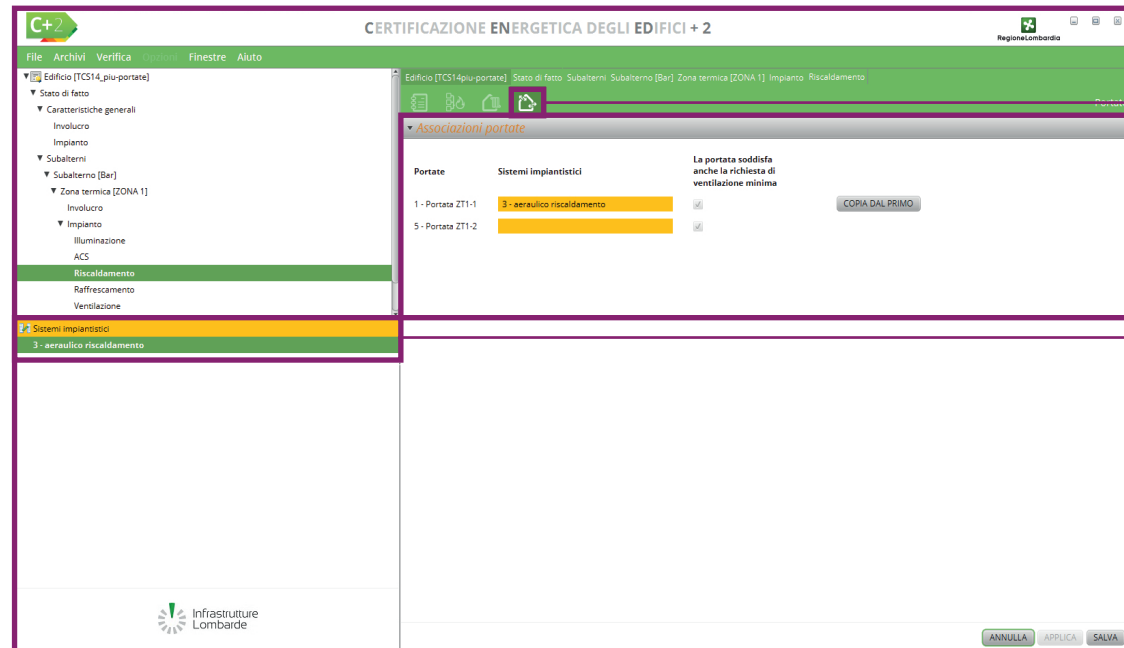 C+2
CERTIFICAZIONE ENERGETICA DEGLI EDIFICI + 2
RegioneLombardia
File Archivi Verifica Opzioni Finestre Aiuto
Edificio [TCS14_piu-portate]
Stato di fatto
Caratteristiche generali
Involucro
Impianto
Subalterni
Subalterno [Bar]
Zona termica [ZONA 1]
Involucro
Impianto
Illuminazione
ACS
Riscaldamento
Raffrescamento
Ventilazione
Sistemi impiantistici
3 - aeraulico riscaldamento
Edificio [TCS14piu-portate] Stato di fatto Subalterni Subalterno [Bar] Zona termica [ZONA 1] Impianto Riscaldamento
Associazioni portate
Portate Sistemi impiantistici La portata soddisfa
anche la richiesta di
ventilazione minima
1 - Portata ZT1-1 3 - aeraulico riscaldamento COPIA DAL PRIMO
5 - Portata ZT1-2
Infrastrutture
Lombarde
ANNULLA APPLICA SALVA